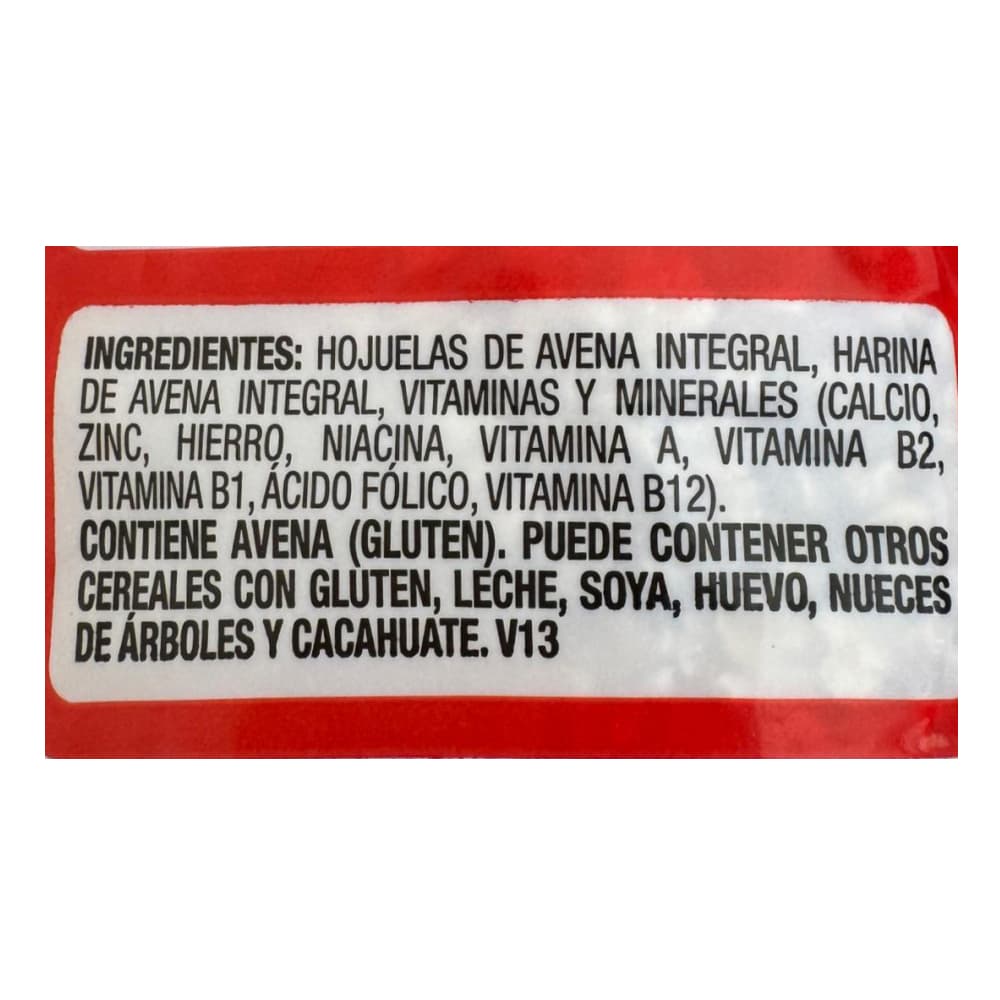 INGREDIENTES: HOJUELAS DE AVENA INTEGRAL, HARINA
DE AVENA INTEGRAL, VITAMINAS Y MINERALES (CALCIO,
ZINC, HIERRO, NIACINA, VITAMINA A, VITAMINA B2,
VITAMINA B1, ÁCIDO FÓLICO, VITAMINA B12).
CONTIENE AVENA (GLUTEN). PUEDE CONTENER OTROS
CEREALES CON GLUTEN, LECHE, SOYA, HUEVO, NUECES
DE ÁRBOLES Y CACAHUATE. V13